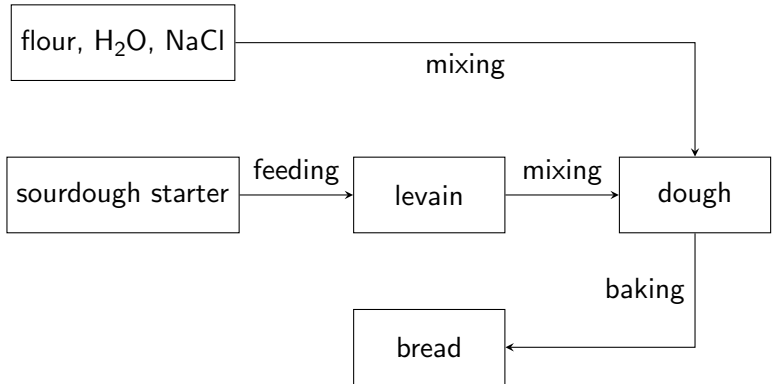 flour, H₂O, NaCl
mixing
feeding
mixing
sourdough starter
levain
dough
baking
bread